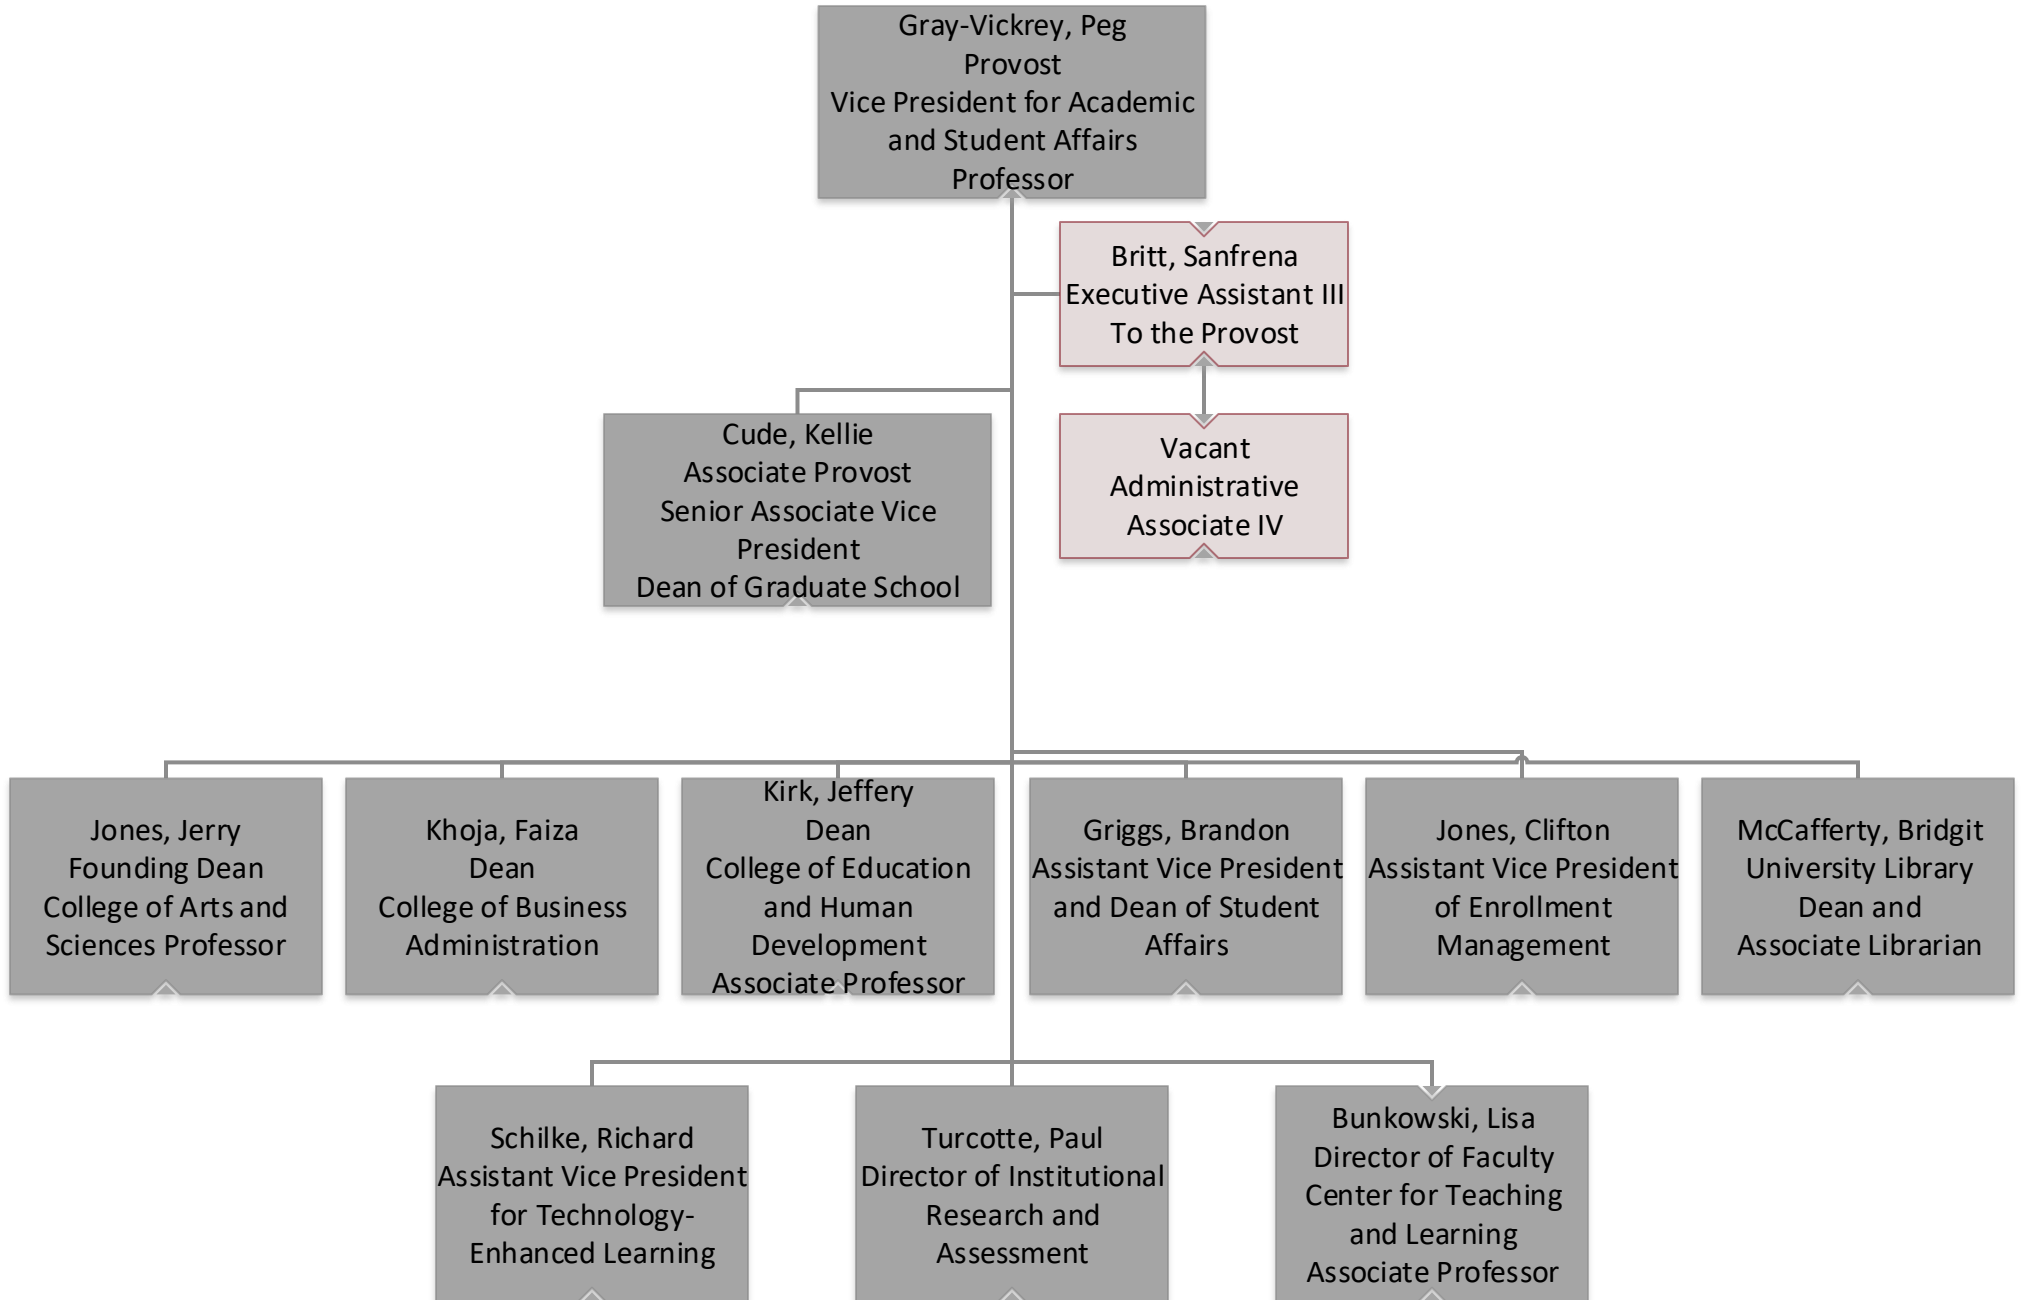 Gray-Vickrey, Peg
Provost
Vice President for Academic
and Student Affairs
Professor
Britt, Sanfrena
Executive Assistant III
To the Provost
Cude, Kellie
Associate Provost
Senior Associate Vice
President
Dean of Graduate School
Vacant
Administrative
Associate IV
Jones, Jerry
Founding Dean
College of Arts and
Sciences Professor
Khoja, Faiza
Dean
College of Business
Administration
Kirk, Jeffery
Dean
College of Education
and Human
Development
Associate Professor
Griggs, Brandon
Assistant Vice President
and Dean of Student
Affairs
Jones, Clifton
Assistant Vice President
of Enrollment
Management
McCafferty, Bridgit
University Library
Dean and
Associate Librarian
Schilke, Richard
Assistant Vice President
for Technology-
Enhanced Learning
Turcotte, Paul
Director of Institutional
Research and
Assessment
Bunkowski, Lisa
Director of Faculty
Center for Teaching
and Learning
Associate Professor